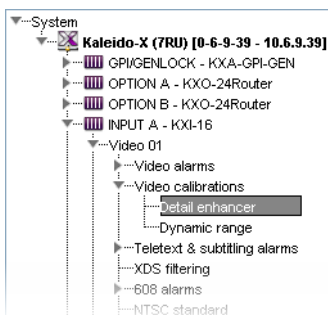 System
Kaleido-X (7RU) [0-6-9-39 - 10.6.9.39]
GPI/GENLOCK - KXA-GPI-GEN
OPTION A - KXO-24Router
OPTION B - KXO-24Router
INPUT A - KXI-16
Video 01
Video alarms
Video calibrations
Detail enhancer
Dynamic range
Teletext & subtitling alarms
XDS filtering
608 alarms
NTSC standard